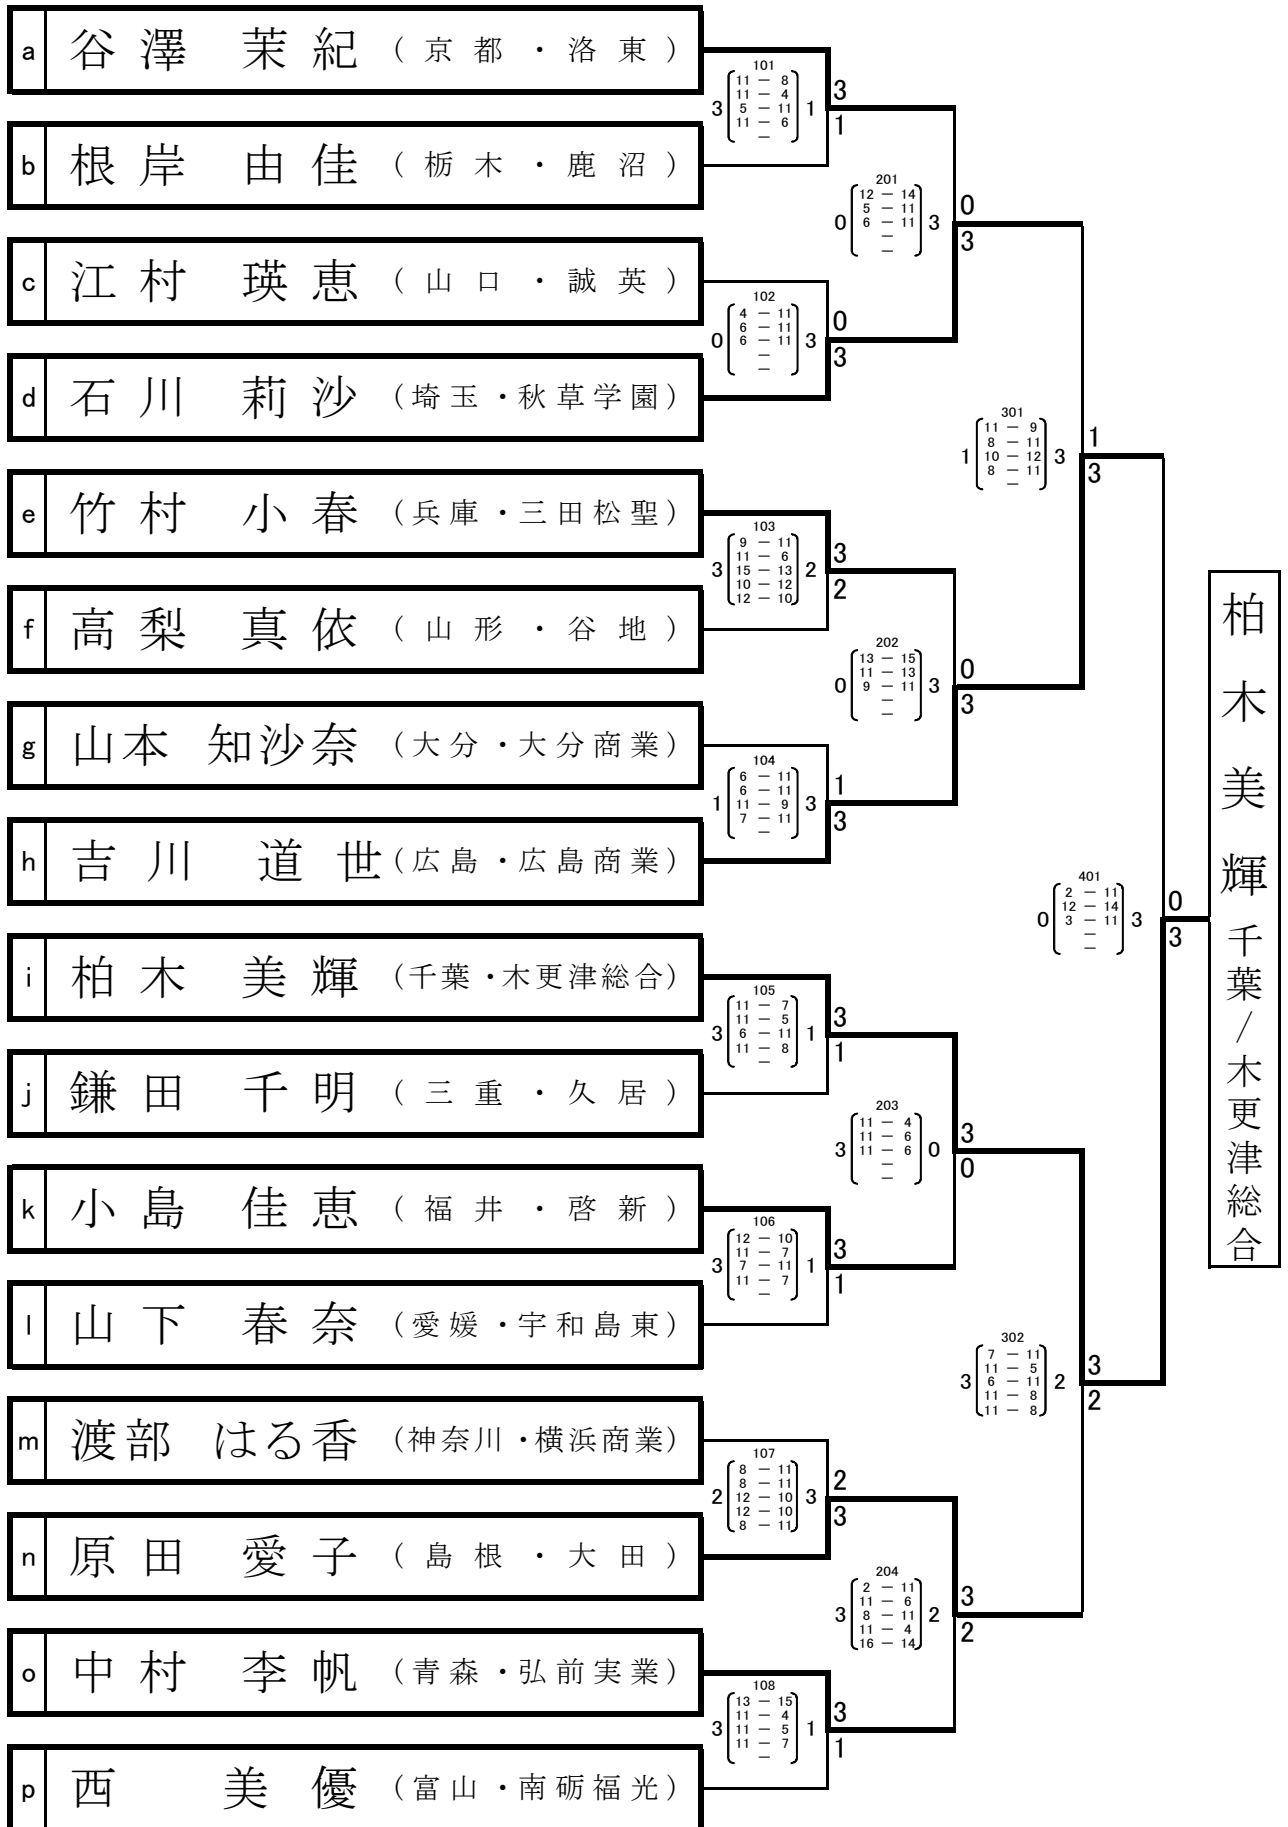 a 谷澤 茉紀 (京都・洛東)
b 根岸 由佳 (栃木・鹿沼)
c 江村 瑛恵 (山口・誠英)
d 石川 莉沙 (埼玉・秋草学園)
e 竹村 小春 (兵庫・三田松聖)
f 高梨 真依 (山形・谷地)
g 山本 知沙奈 (大分・大分商業)
h 吉川 道世 (広島・広島商業)
i 柏木 美輝 (千葉・木更津総合)
j 鎌田 千明 (三重・久居)
k 小島 佳恵 (福井・啓新)
l 山下 春奈 (愛媛・宇和島東)
m 渡部 はる香 (神奈川・横浜商業)
n 原田 愛子 (島根・大田)
o 中村 李帆 (青森・弘前実業)
p 西 美優 (富山・南砺福光)
101
11 － 8
11 － 4
3 5 － 11 1
11 － 6
－
3
1
102
4 － 11
6 － 11
0 6 － 11 3
－
－
0
3
103
9 － 11
11 － 6
3 15 － 13 2
10 － 12
12 － 10
3
2
104
6 － 11
6 － 11
1 11 － 9 3
7 － 11
－
1
3
105
11 － 7
11 － 5
3 6 － 11 1
11 － 8
－
3
1
106
12 － 10
11 － 7
3 7 － 11 1
11 － 7
－
3
1
107
8 － 11
8 － 11
2 12 － 10 3
12 － 10
8 － 11
2
3
108
13 － 15
11 － 4
3 11 － 5 1
11 － 7
－
3
1
201
12 － 14
5 － 11
0 6 － 11 3
－
－
0
3
202
13 － 15
11 － 13
0 9 － 11 3
－
－
0
3
203
11 － 4
11 － 6
3 11 － 6 0
－
－
3
0
204
2 － 11
11 － 6
3 8 － 11 2
11 － 4
16 － 14
3
2
301
11 － 9
8 － 11
1 10 － 12 3
8 － 11
－
1
3
302
7 － 11
11 － 5
3 6 － 11 2
11 － 8
11 － 8
3
2
401
2 － 11
12 － 14
0 3 － 11 3
－
－
0
3
柏木美輝 千葉/木更津総合